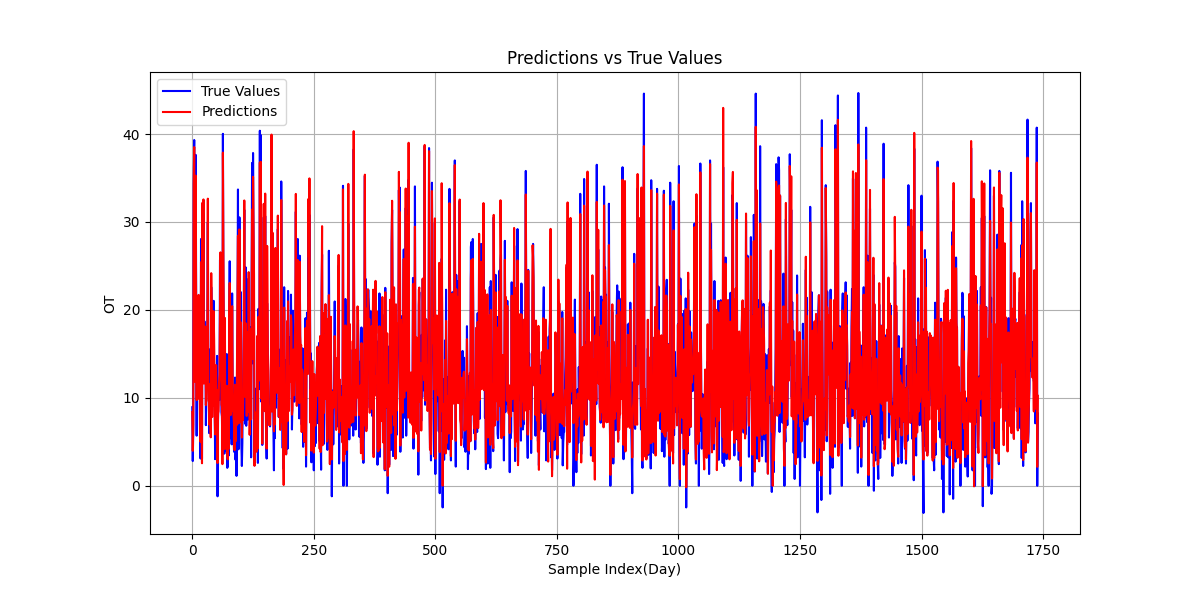 Predictions vs True Values
True Values
Predictions
40
30
20
10
0
OT
0 250 500 750 1000 1250 1500 1750
Sample Index(Day)